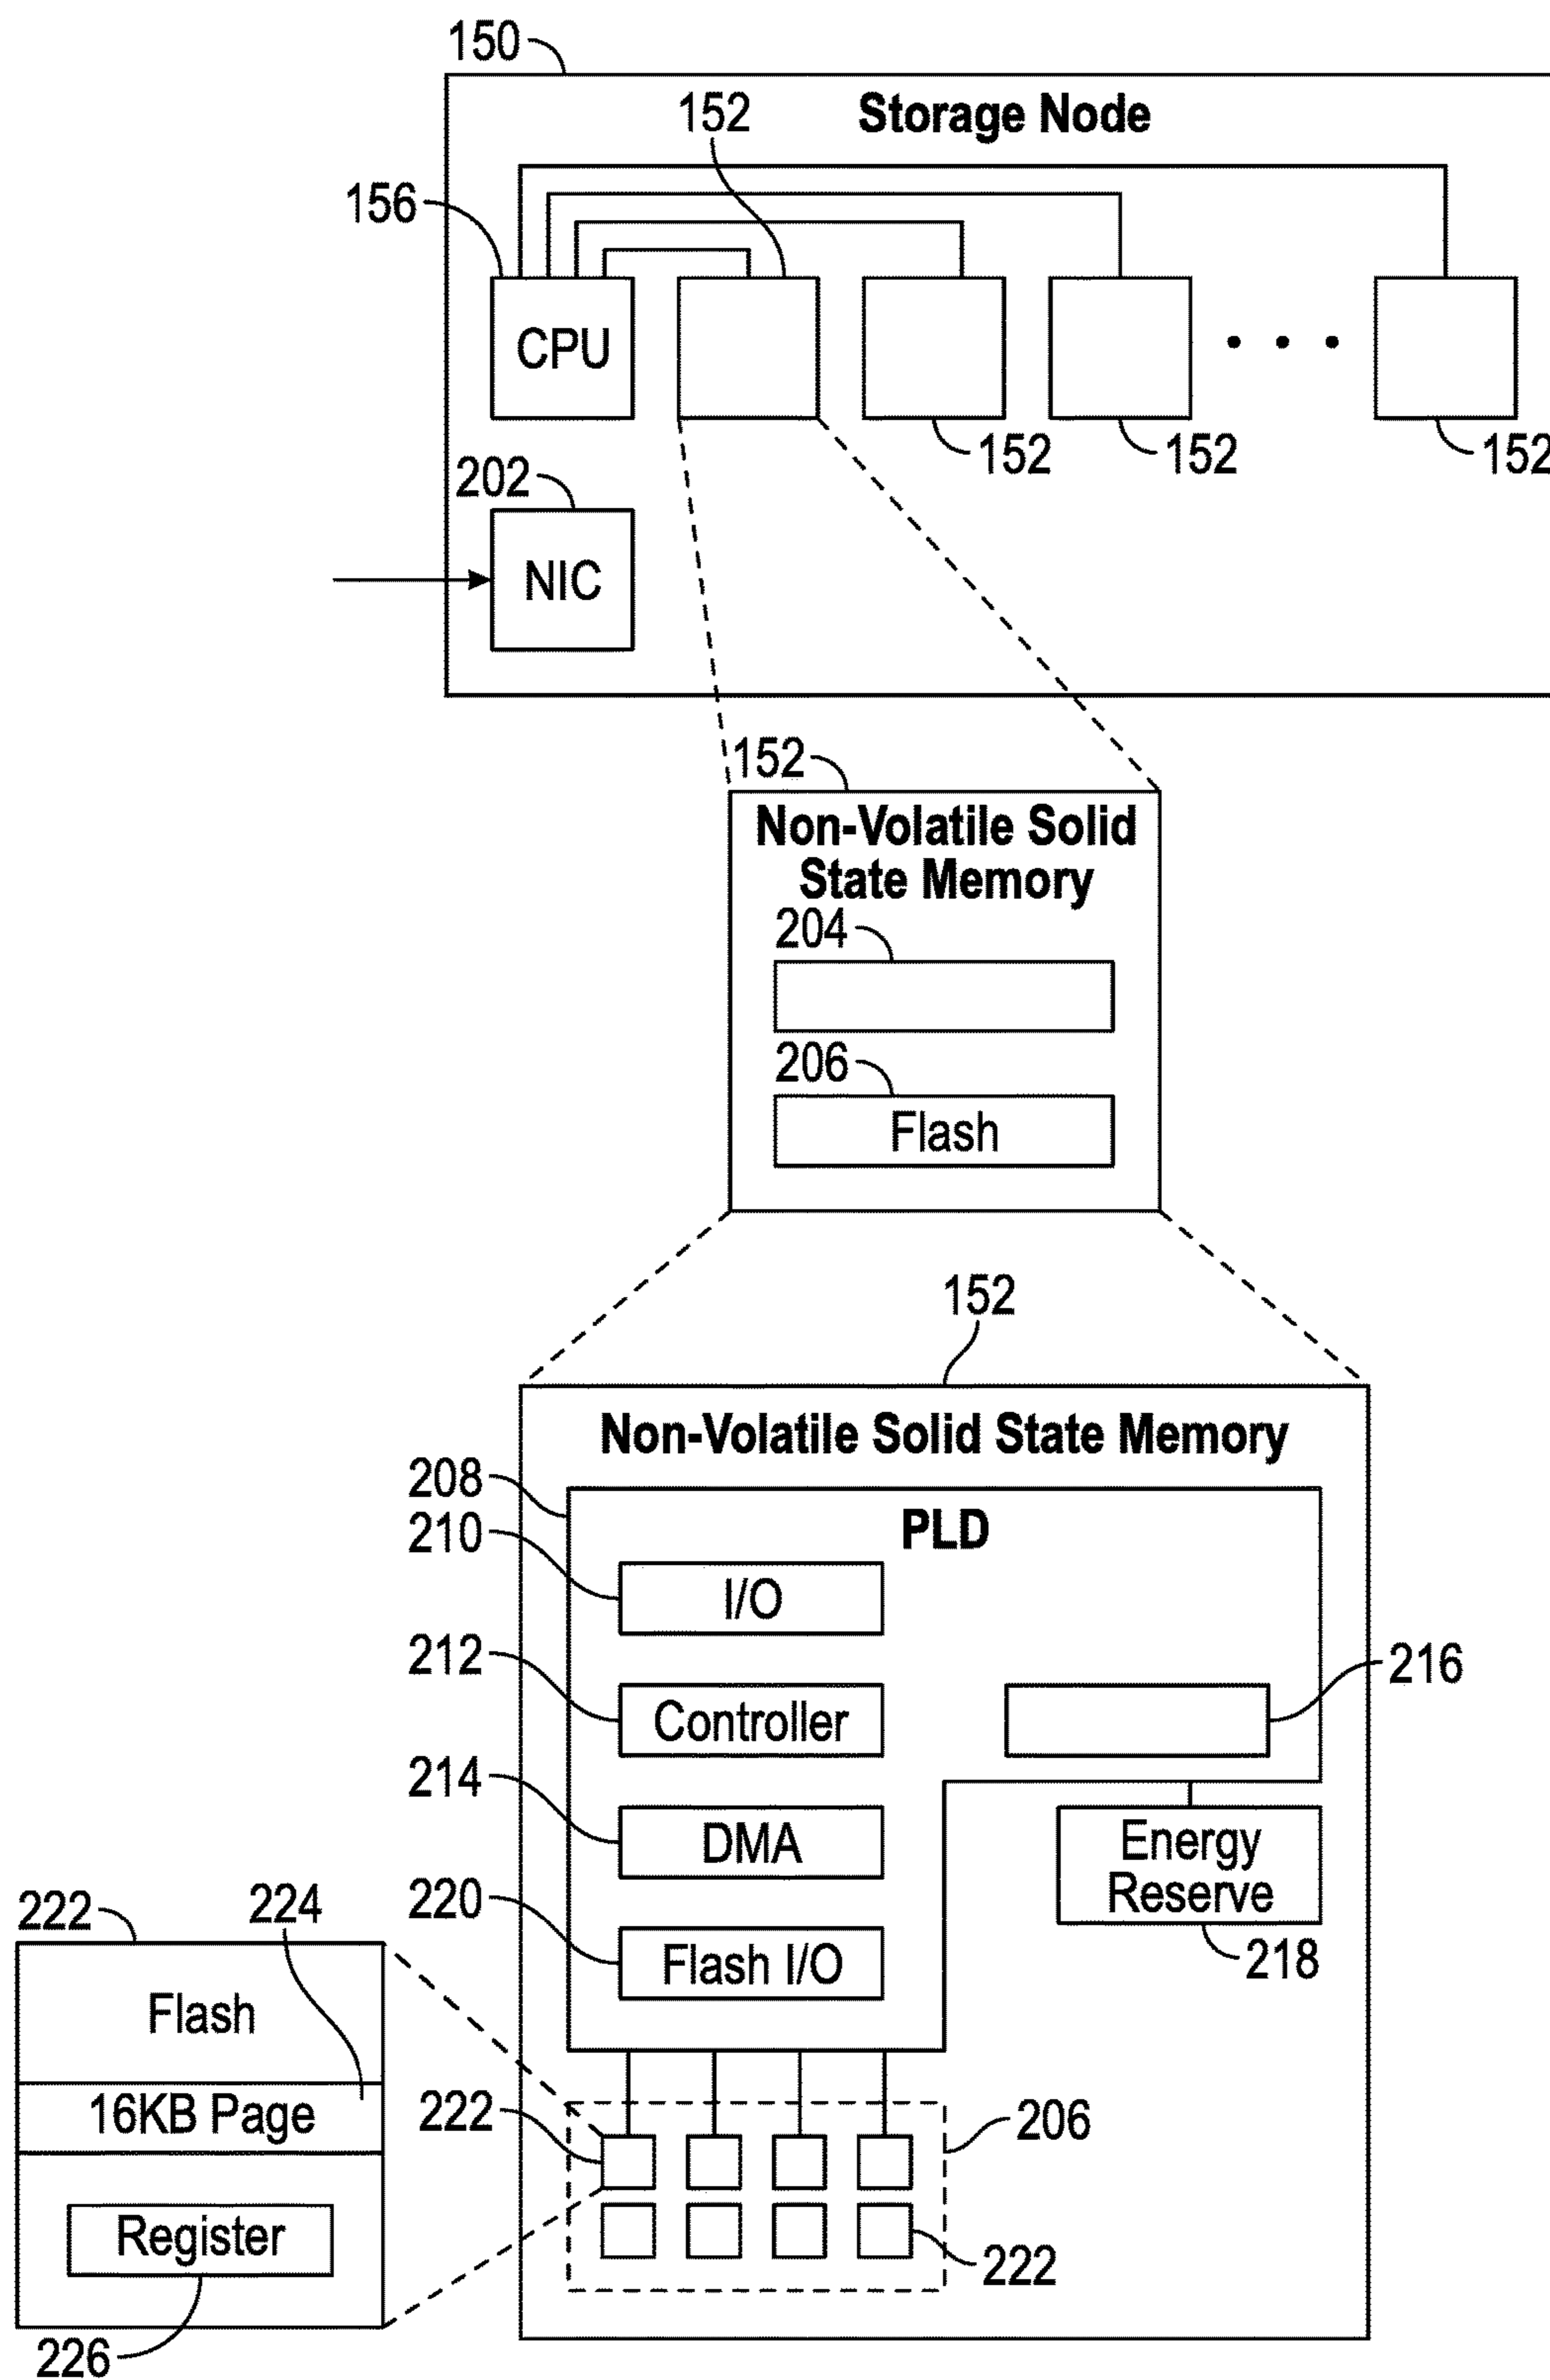 150
Storage Node
152
156
CPU
152
152
152
202
NIC
152
Non-Volatile Solid
State Memory
204
206
Flash
152
Non-Volatile Solid State Memory
208
PLD
210
I/O
212
Controller
216
214
DMA
Energy
Reserve
218
220
Flash I/O
222
224
Flash
16KB Page
Register
226
222
206
222